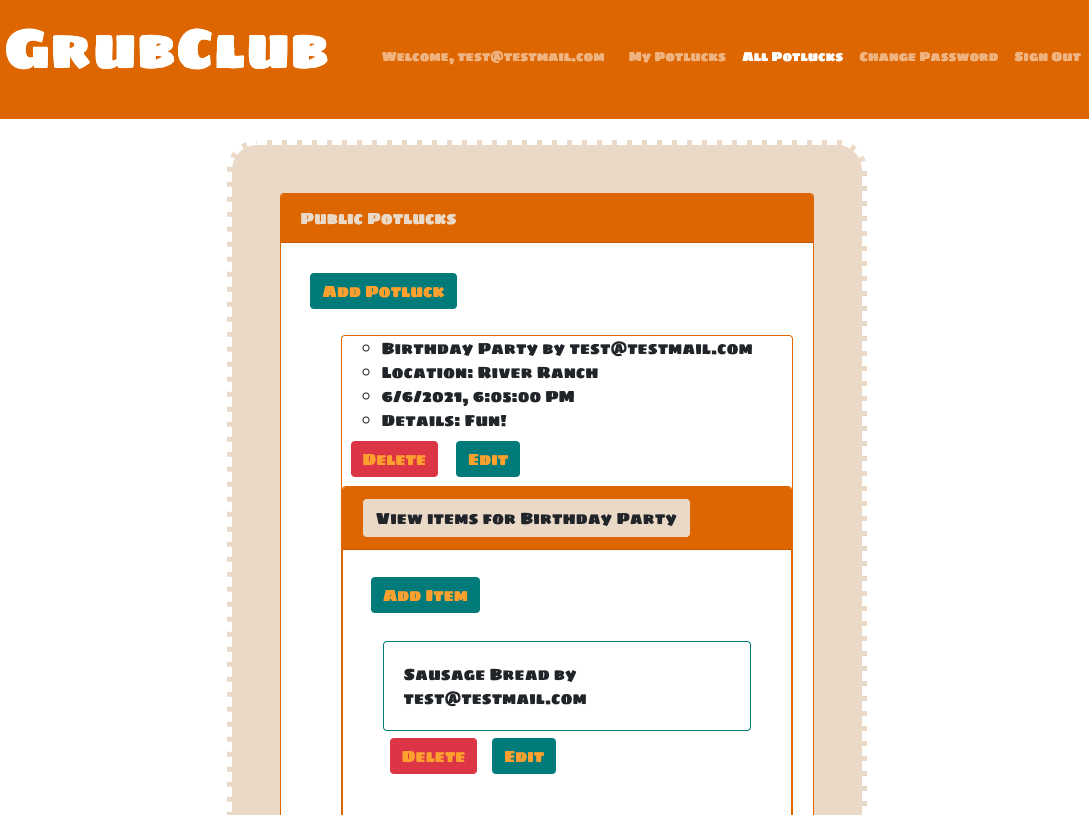 GrubClub
Welcome, test@testmail.com My Potlucks All Potlucks Change Password Sign Out
Public Potlucks
Add Potluck
Birthday Party by test@testmail.com
Location: River Ranch
6/6/2021, 6:05:00 PM
Details: Fun!
Delete Edit
View items for Birthday Party
Add Item
Sausage Bread by
test@testmail.com
Delete Edit